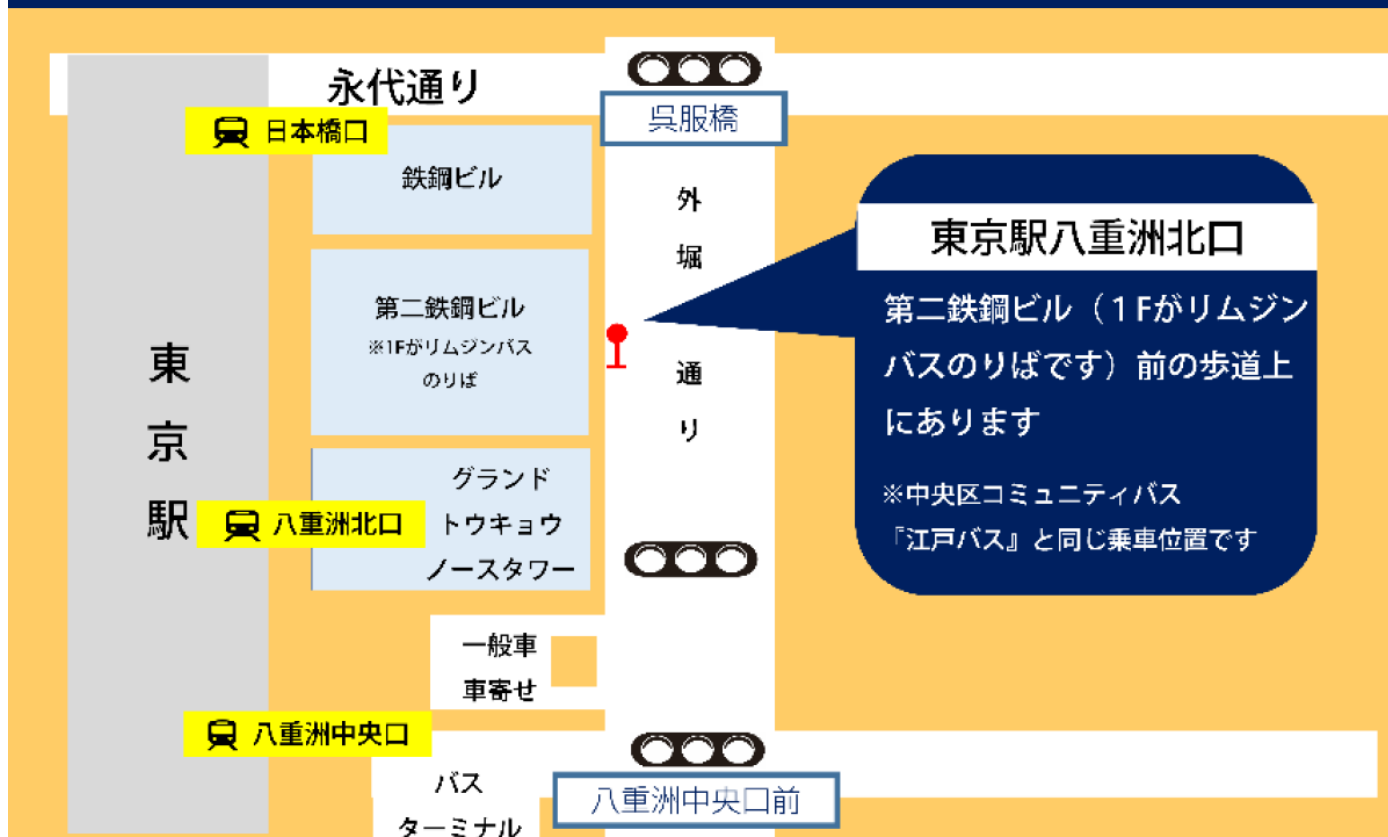 永代通り
呉服橋
日本橋口
鉄鋼ビル
外堀通り
東京駅八重洲北口
第二鉄鋼ビル(1Fがリムジン
バスのりばです)前の歩道上
にあります
※中央区コミュニティバス
『江戸バス』と同じ乗車位置です
第二鉄鋼ビル
※1Fがリムジンバス
のりば
東京駅
八重洲北口
グランド
トウキョウ
ノースタワー
一般車
車寄せ
八重洲中央口
バス
ターミナル
八重洲中央口前